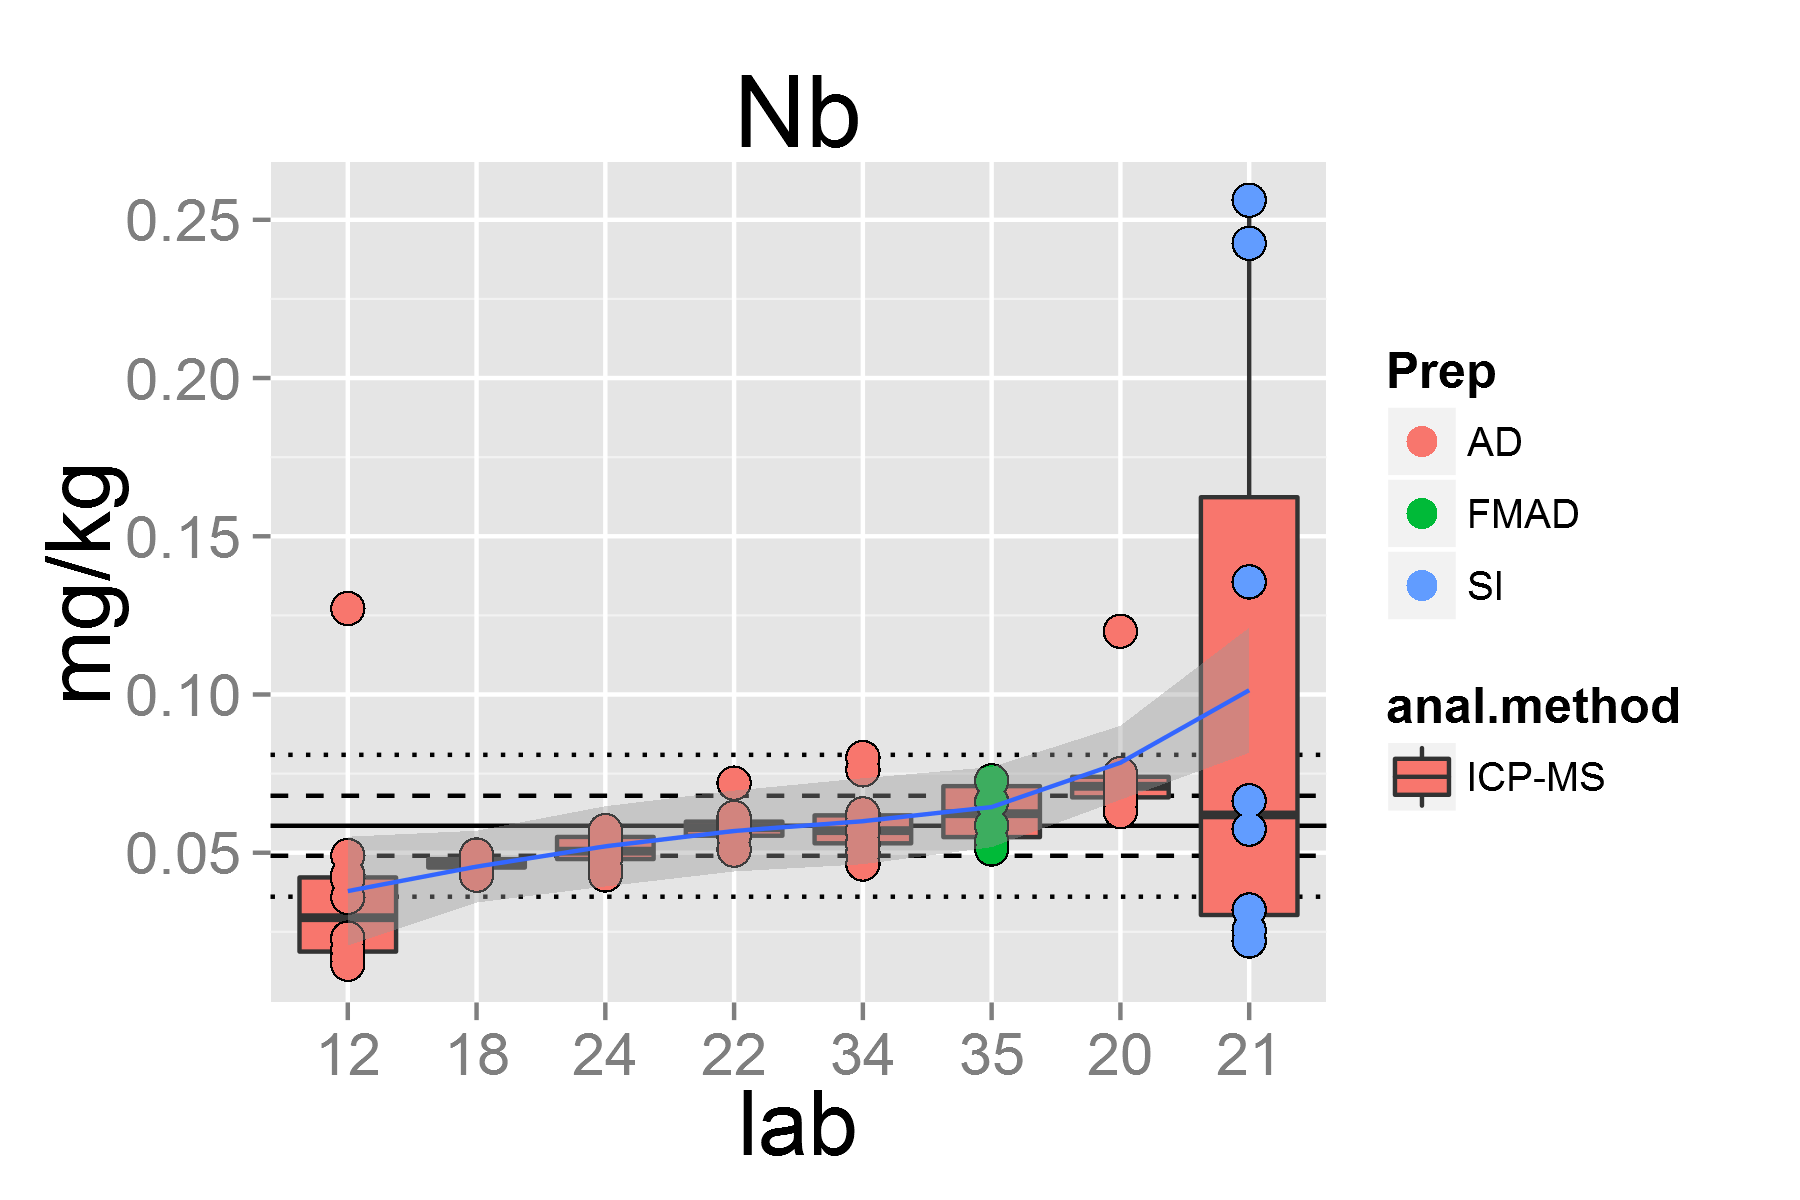 Nb
mg/kg
0.25
0.20
0.15
0.10
0.05
12 18 24 22 34 35 20 21
lab
Prep
AD
FMAD
SI
anal.method
ICP-MS